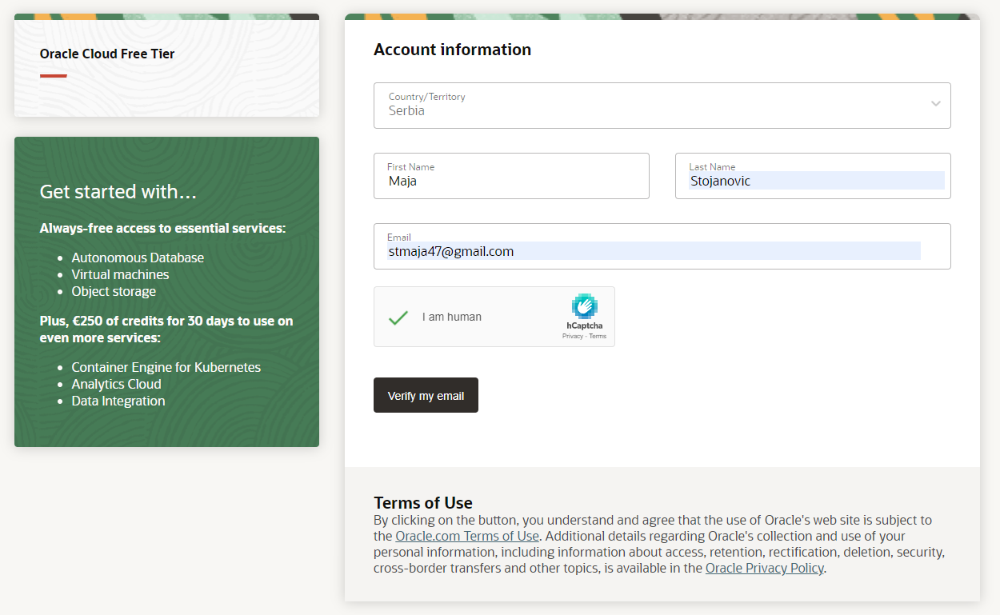 Oracle Cloud Free Tier
Get started with...
Always-free access to essential services:
Autonomous Database
Virtual machines
Object storage
Plus, €250 of credits for 30 days to use on
even more services:
Container Engine for Kubernetes
Analytics Cloud
Data Integration
Account information
Country/Territory
Serbia
First Name
Maja
Last Name
Stojanovic
Email
stmaja47@gmail.com
I am human
hCaptcha
Privacy - Terms
Verify my email
Terms of Use
By clicking on the button, you understand and agree that the use of Oracle's web site is subject to
the Oracle.com Terms of Use. Additional details regarding Oracle's collection and use of your
personal information, including information about access, retention, rectification, deletion, security,
cross-border transfers and other topics, is available in the Oracle Privacy Policy.